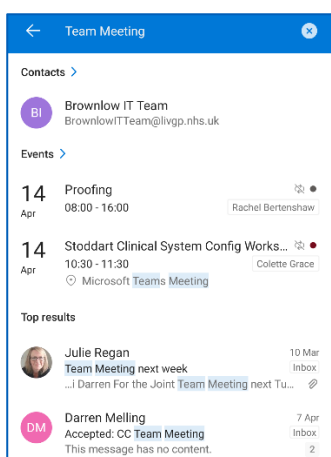 Team Meeting
Contacts >
BI
Brownlow IT Team
BrownlowITTeam@livgp.nhs.uk
Events >
14 Apr
Proofing
08:00 - 16:00
Rachel Bertenshaw
14 Apr
Stoddart Clinical System Config Works...
10:30 - 11:30
Colette Grace
Microsoft Teams Meeting
Top results
Julie Regan
10 Mar
Team Meeting next week
Inbox
...i Darren For the Joint Team Meeting next Tu...
DM
Darren Melling
7 Apr
Accepted: CC Team Meeting
Inbox
This message has no content.
2